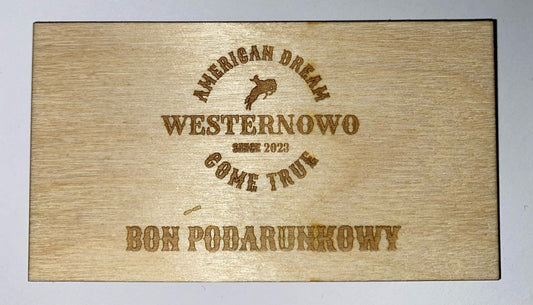 AMERICAN DREAM
WESTERNOWO
SINCE 2023
COME TRUE
BON PODARUNKOWY